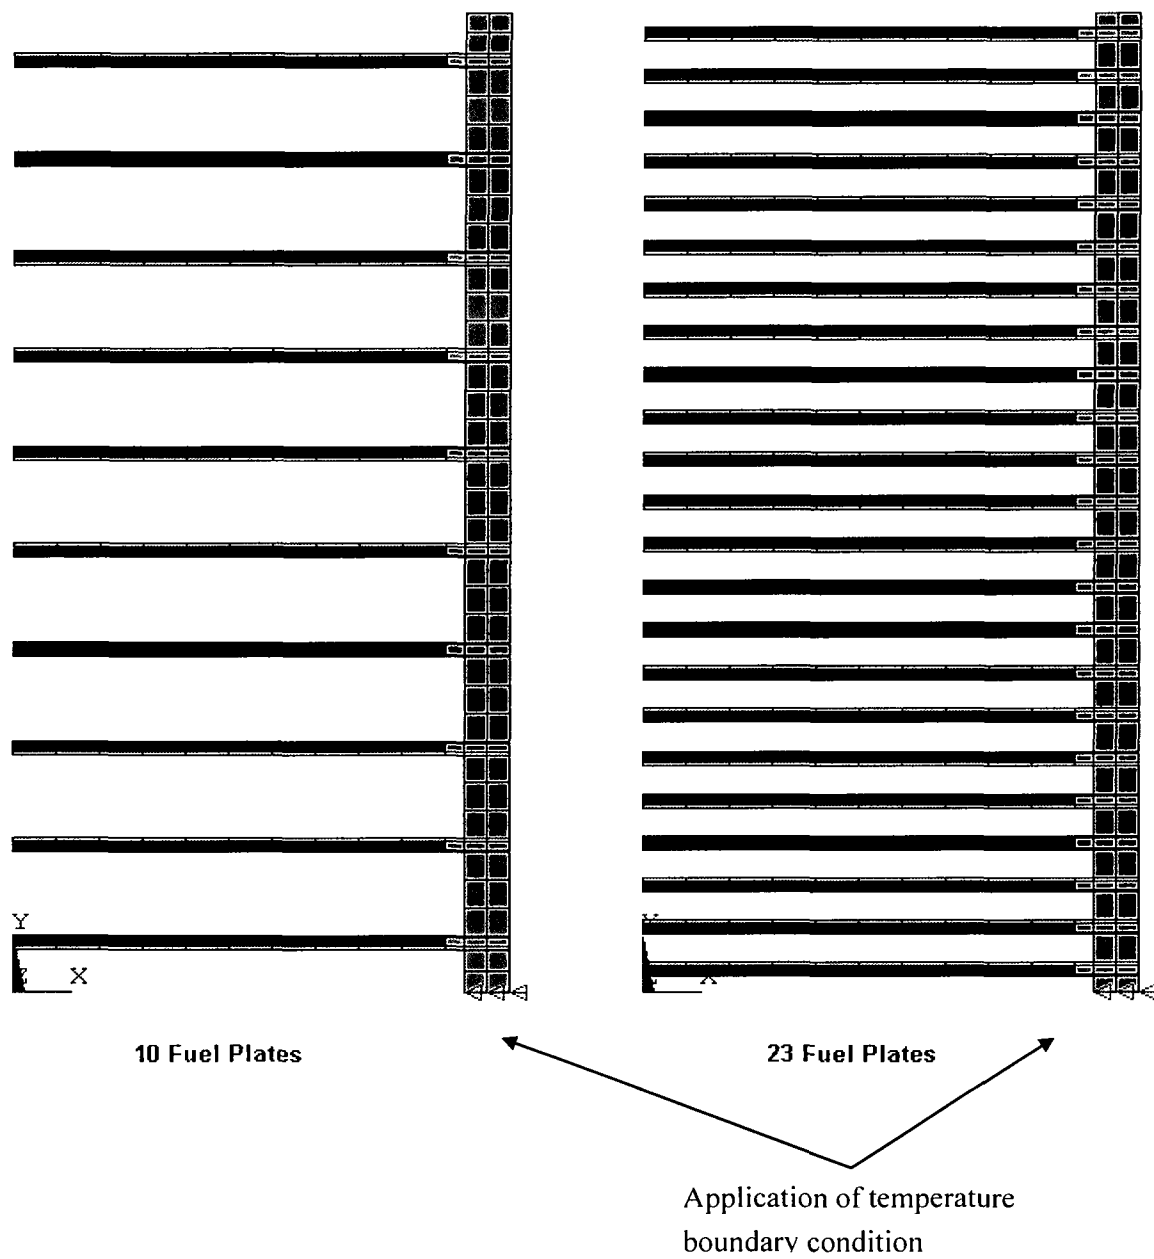 Y
X
Y
X
10 Fuel Plates
23 Fuel Plates
Application of temperature
boundary condition